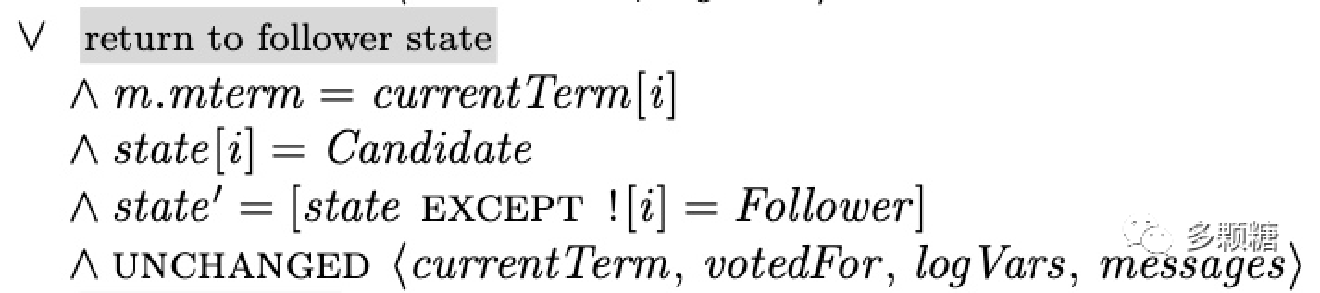 ∨ return to follower state
∧ m.mterm = currentTerm[i]
∧ state[i] = Candidate
∧ state′ = [state EXCEPT ![i] = Follower]
∧ UNCHANGED ⟨currentTerm, votedFor, logVars, messages⟩
多颗糖